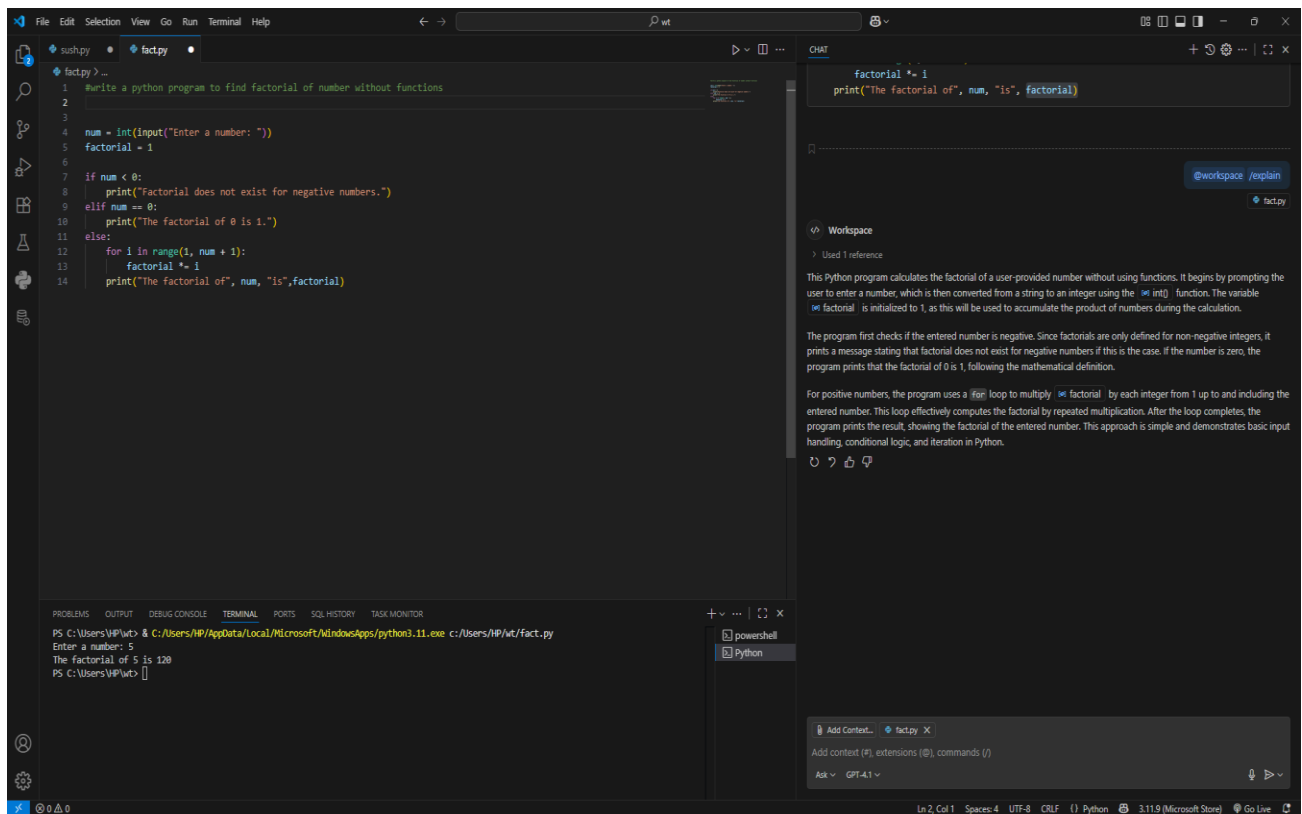 File Edit Selection View Go Run Terminal Help
wt
sush.py
fact.py
fact.py > ...
1 #write a python program to find factorial of number without functions
2
3
4 num = int(input("Enter a number: "))
5 factorial = 1
6
7 if num < 0:
8 print("Factorial does not exist for negative numbers.")
9 elif num == 0:
10 print("The factorial of 0 is 1.")
11 else:
12 for i in range(1, num + 1):
13 factorial *= i
14 print("The factorial of", num, "is",factorial)
2
PROBLEMS OUTPUT DEBUG CONSOLE TERMINAL PORTS SQL HISTORY TASK MONITOR
PS C:\Users\HP\wt> & C:/Users/HP/AppData/Local/Microsoft/WindowsApps/python3.11.exe c:/Users/HP/wt/fact.py
Enter a number: 5
The factorial of 5 is 120
PS C:\Users\HP\wt>
powershell
Python
CHAT
factorial *= i
print("The factorial of", num, "is", factorial)
@workspace /explain
fact.py
Workspace
> Used 1 reference
This Python program calculates the factorial of a user-provided number without using functions. It begins by prompting the
user to enter a number, which is then converted from a string to an integer using the int() function. The variable
factorial is initialized to 1, as this will be used to accumulate the product of numbers during the calculation.
The program first checks if the entered number is negative. Since factorials are only defined for non-negative integers, it
prints a message stating that factorial does not exist for negative numbers if this is the case. If the number is zero, the
program prints that the factorial of 0 is 1, following the mathematical definition.
For positive numbers, the program uses a for loop to multiply factorial by each integer from 1 up to and including the
entered number. This loop effectively computes the factorial by repeated multiplication. After the loop completes, the
program prints the result, showing the factorial of the entered number. This approach is simple and demonstrates basic input
handling, conditional logic, and iteration in Python.
Add Context... fact.py X
Add context (#), extensions (@), commands (/)
Ask GPT-4.1
0 0
Ln 2, Col 1 Spaces: 4 UTF-8 CRLF {} Python 3.11.9 (Microsoft Store) Go Live